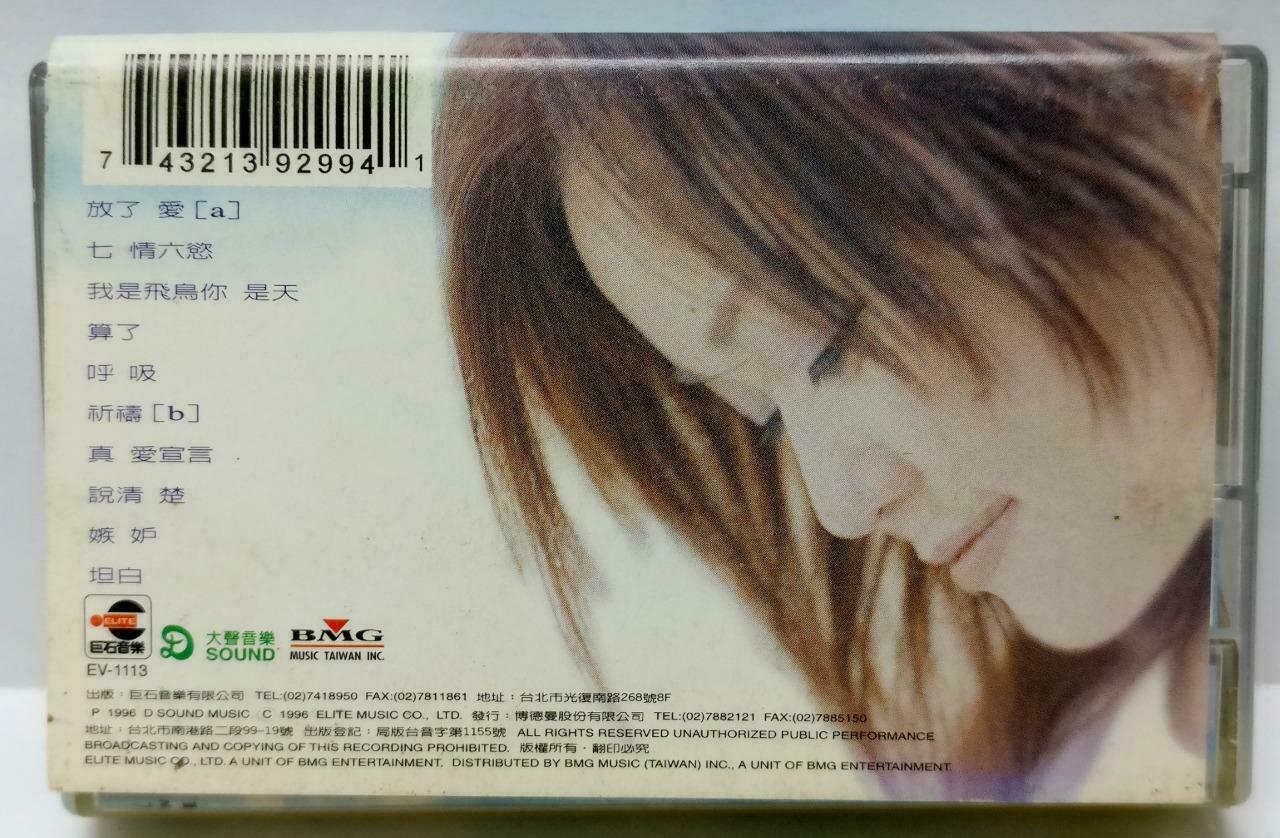 7 43213 92994 1
放了 愛 [a]
七 情六慾
我是飛鳥你 是天
算了
呼 吸
祈禱 [b]
真 愛宣言
說清 楚
嫉 妒
坦白
ELITE
巨石音樂
大聲音樂
SOUND
BMG
MUSIC TAIWAN INC.
EV-1113
出版：巨石音樂有限公司 TEL:(02)7418950 FAX:(02)7811861 地址：台北市光復南路268號8F
P 1996 D SOUND MUSIC C 1996 ELITE MUSIC CO., LTD. 發行：博德曼股份有限公司 TEL:(02)7882121 FAX:(02)7885150
地址：台北市南港路二段99-19號 出版登記：局版台音字第1155號 ALL RIGHTS RESERVED UNAUTHORIZED PUBLIC PERFORMANCE
BROADCASTING AND COPYING OF THIS RECORDING PROHIBITED. 版權所有．翻印必究
ELITE MUSIC CO., LTD. A UNIT OF BMG ENTERTAINMENT. DISTRIBUTED BY BMG MUSIC (TAIWAN) INC., A UNIT OF BMG ENTERTAINMENT.